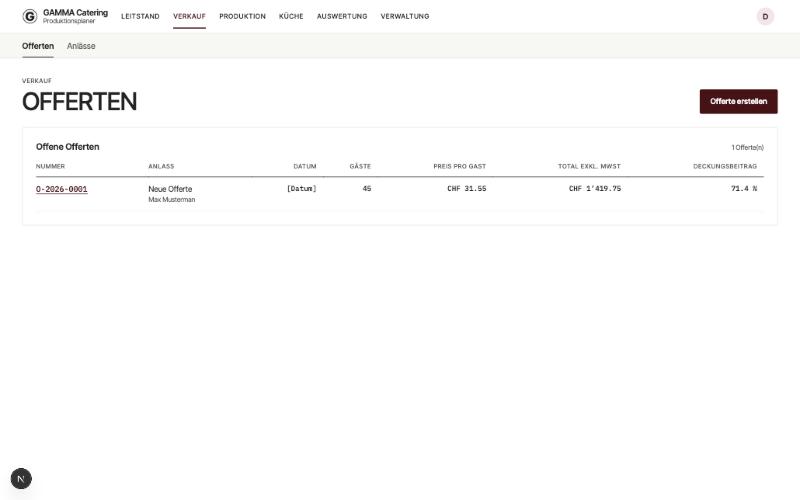 G
GAMMA Catering
Produktionsplaner
LEITSTAND VERKAUF PRODUKTION KÜCHE AUSWERTUNG VERWALTUNG
D
Offerten Anlässe
VERKAUF
OFFERTEN
Offerte erstellen
Offene Offerten
1 Offerte(n)
NUMMER ANLASS DATUM GÄSTE PREIS PRO GAST TOTAL EXKL. MWST DECKUNGSBEITRAG
O-2026-0001 Neue Offerte [Datum] 45 CHF 31.55 CHF 1'419.75 71.4 %
Max Musterman
N